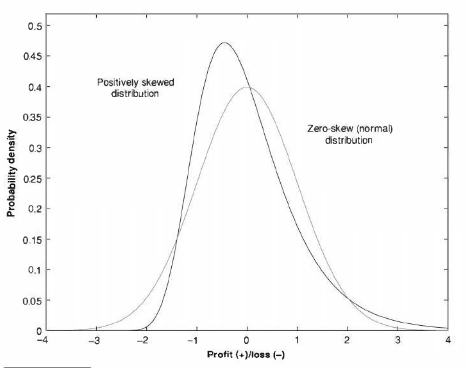 0.5
0.45
0.4
0.35
0.3
0.25
0.2
0.15
0.1
0.05
0
Probability density
Positively skewed
distribution
Zero-skew (normal)
distribution
−4 −3 −2 −1 0 1 2 3 4
Profit (+)/loss (−)